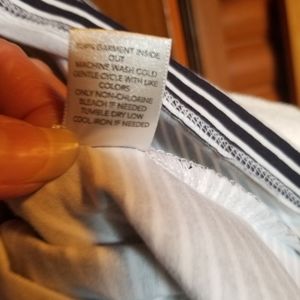 GARMENT INSIDE
OUT
MACHINE WASH COLD
GENTLE CYCLE WITH LIKE
COLORS
ONLY NON-CHLORINE
BLEACH IF NEEDED
TUMBLE DRY LOW
COOL IRON IF NEEDED